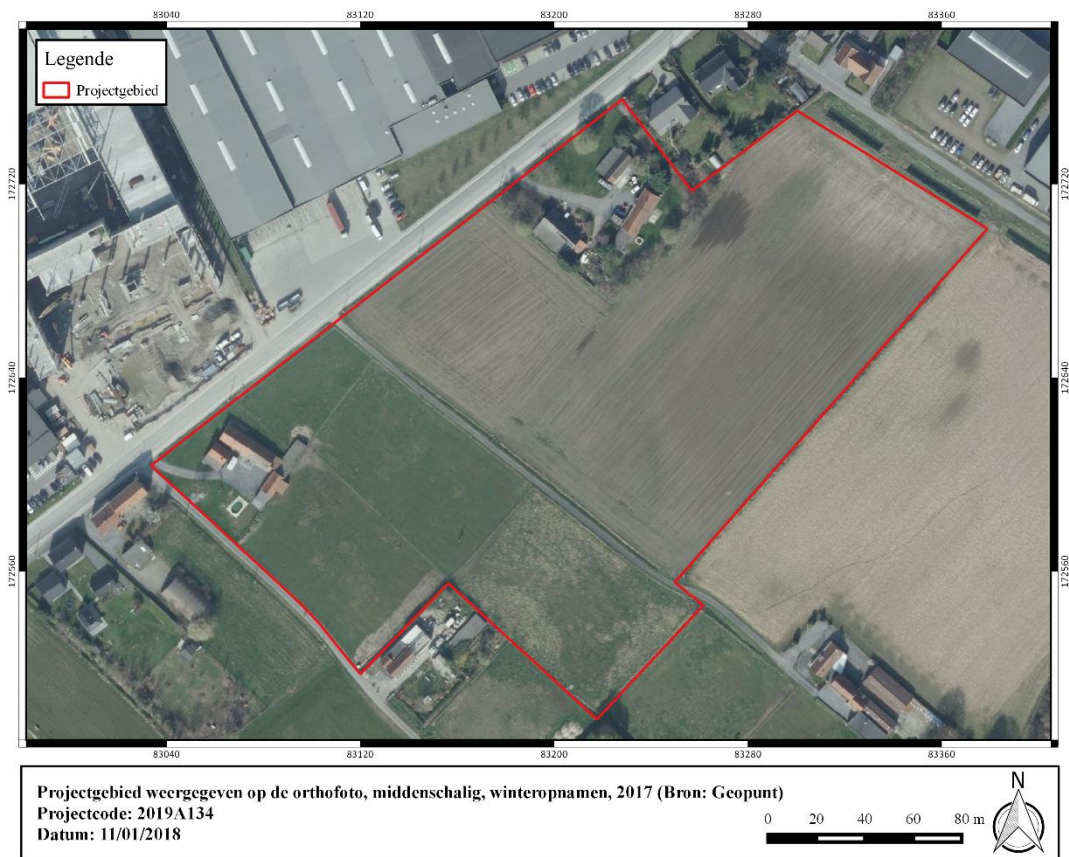 83040 83120 83200 83280 83360
Legende
Projectgebied
172720 172720
172640 172640
172560 172560
83040 83120 83200 83280 83360
Projectgebied weergegeven op de orthofoto, middenschalig, winteropnamen, 2017 (Bron: Geopunt)
Projectcode: 2019A134
Datum: 11/01/2018
0 20 40 60 80 m
N